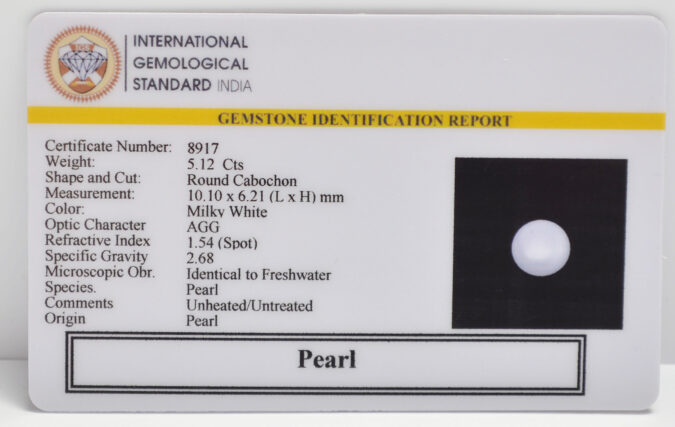 IGS
INTERNATIONAL
GEMOLOGICAL
STANDARD INDIA
GEMSTONE IDENTIFICATION REPORT
Certificate Number: 8917
Weight: 5.12 Cts
Shape and Cut: Round Cabochon
Measurement: 10.10 x 6.21 (L x H) mm
Color: Milky White
Optic Character AGG
Refractive Index 1.54 (Spot)
Specific Gravity 2.68
Microscopic Obr. Identical to Freshwater
Species. Pearl
Comments Unheated/Untreated
Origin Pearl
Pearl